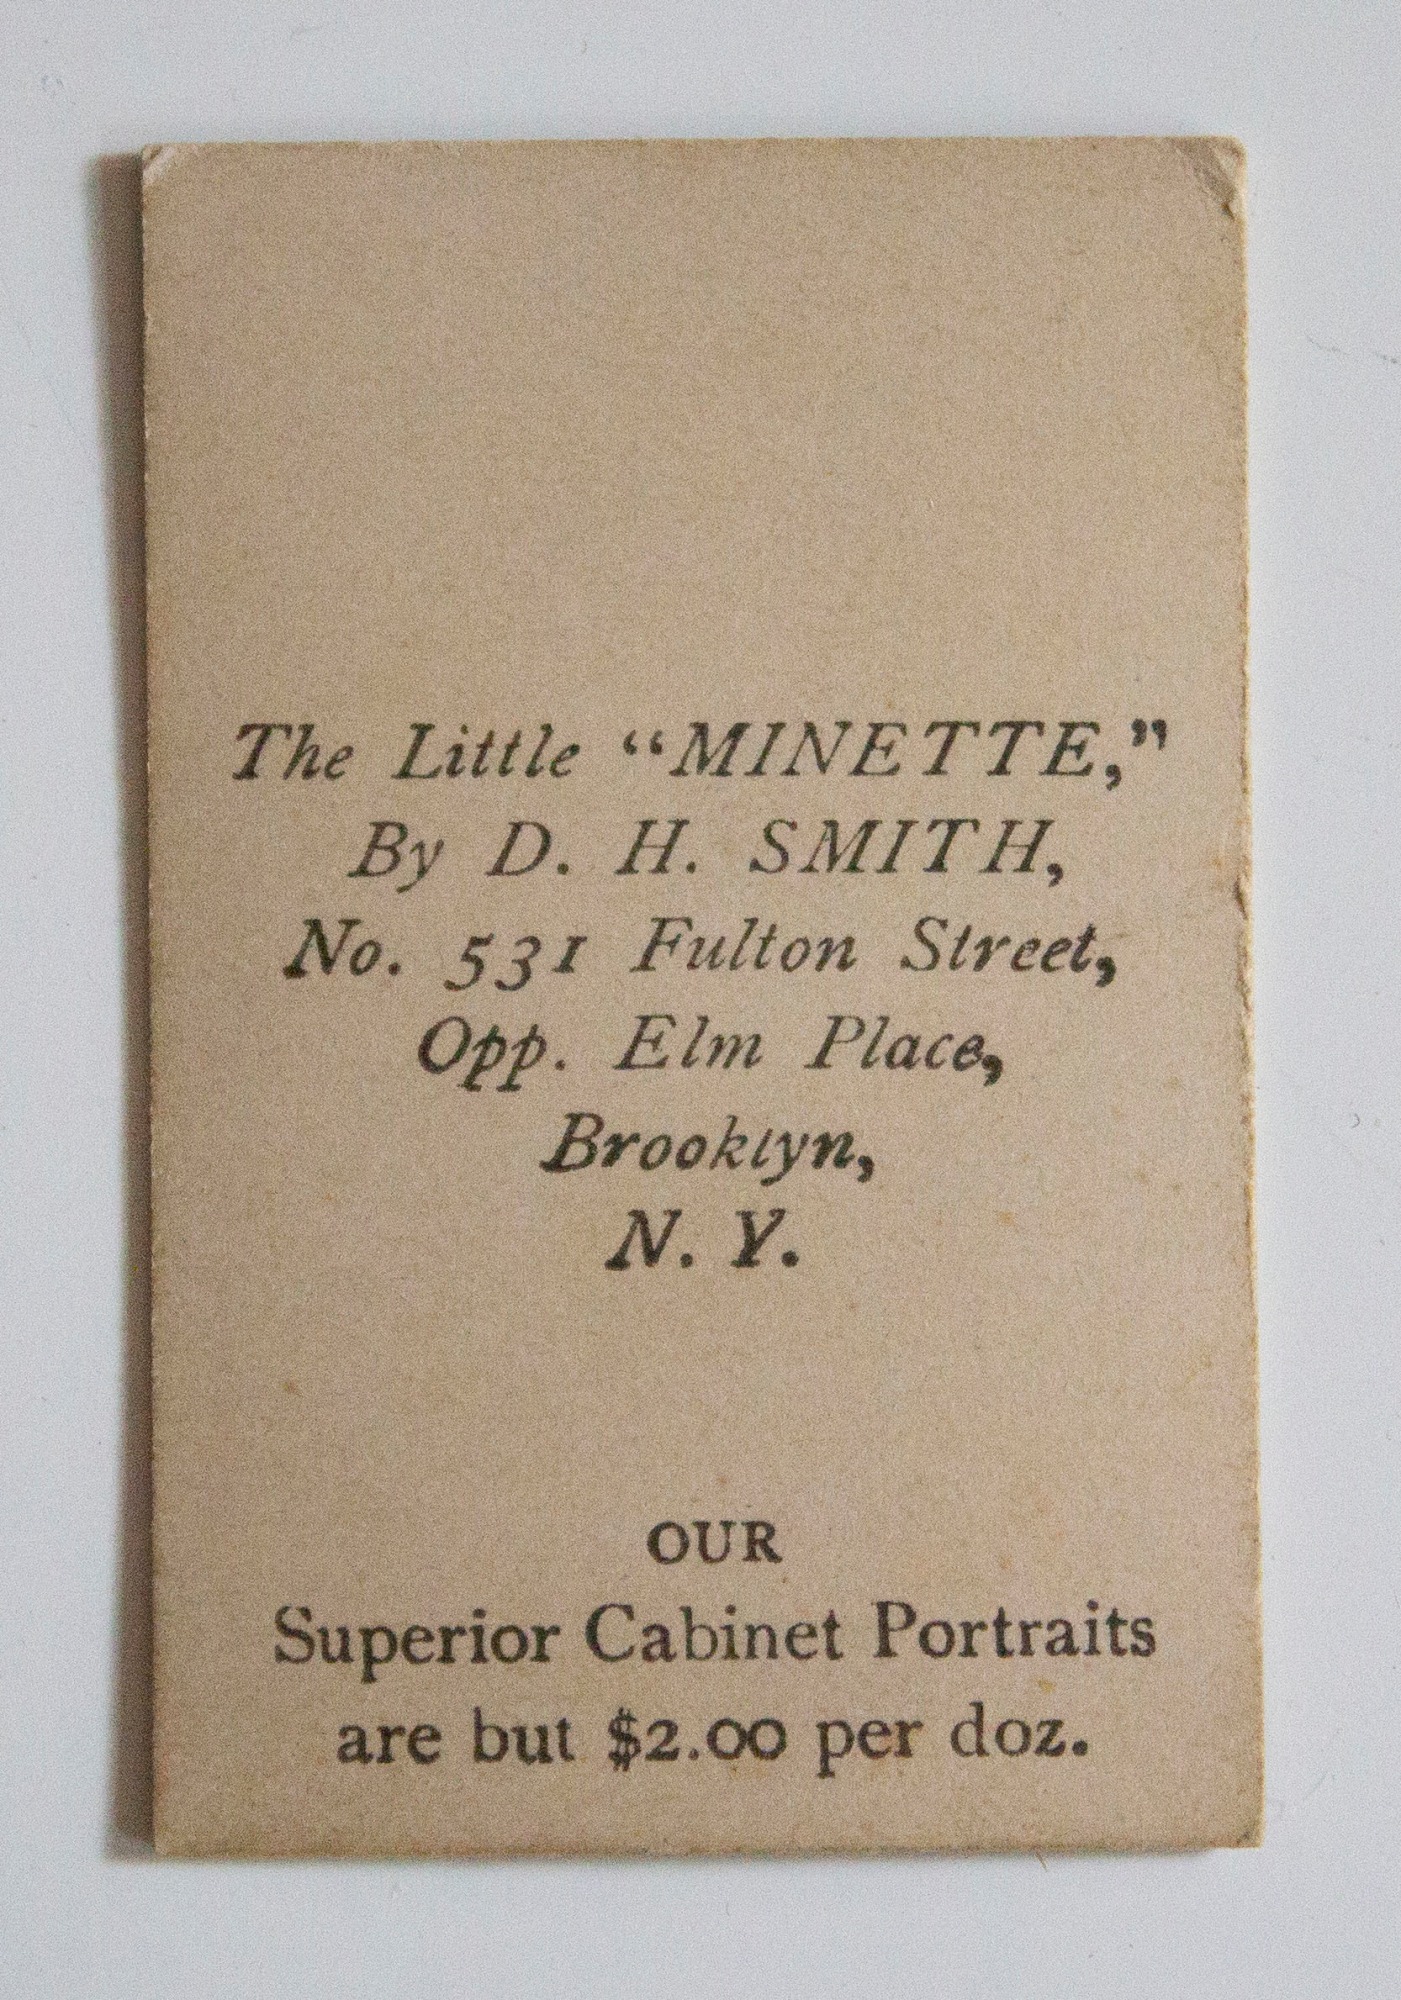 The Little “MINETTE,”
By D. H. SMITH,
No. 531 Fulton Street,
Opp. Elm Place,
Brooklyn,
N. Y.
OUR
Superior Cabinet Portraits
are but $2.00 per doz.